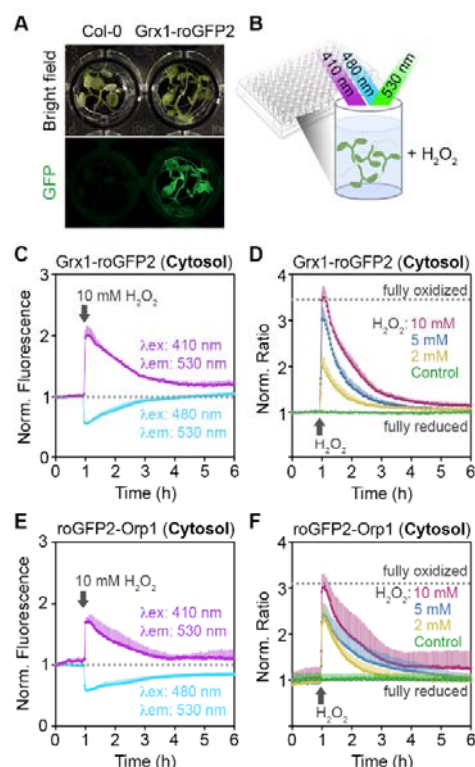 A
Col-0 Grx1-roGFP2
Bright field
GFP
B
410 nm
480 nm
530 nm
+ H₂O₂
C
Grx1-roGFP2 (Cytosol)
Norm. Fluorescence
3
2
1
0
10 mM H₂O₂
λex: 410 nm
λem: 530 nm
λex: 480 nm
λem: 530 nm
0 1 2 3 4 5 6
Time (h)
D
Grx1-roGFP2 (Cytosol)
Norm. Ratio
4
3
2
1
0
fully oxidized
H₂O₂: 10 mM
5 mM
2 mM
Control
fully reduced
H₂O₂
0 1 2 3 4 5 6
Time (h)
E
roGFP2-Orp1 (Cytosol)
Norm. Fluorescence
3
2
1
0
10 mM H₂O₂
λex: 410 nm
λem: 530 nm
λex: 480 nm
λem: 530 nm
0 1 2 3 4 5 6
Time (h)
F
roGFP2-Orp1 (Cytosol)
Norm. Ratio
4
3
2
1
0
fully oxidized
H₂O₂: 10 mM
5 mM
2 mM
Control
fully reduced
H₂O₂
0 1 2 3 4 5 6
Time (h)